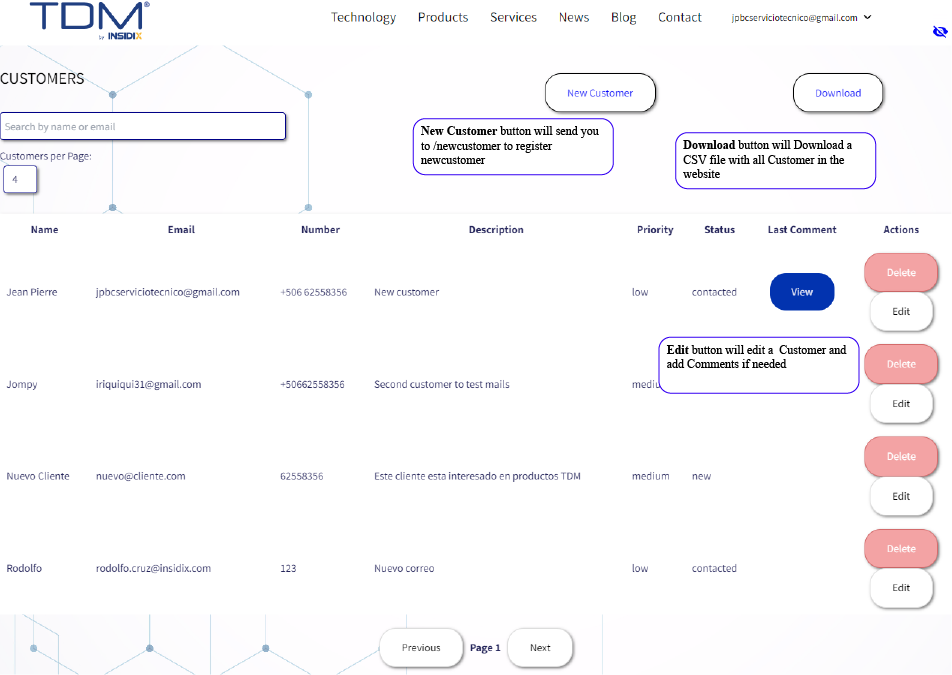 TDM®
by INSIDIX
Technology Products Services News Blog Contact jpbcserviciotecnico@gmail.com
CUSTOMERS
New Customer
Download
Search by name or email
New Customer button will send you
to /newcustomer to register
newcustomer
Download button will Download a
CSV file with all Customer in the
website
Customers per Page:
4
Name Email Number Description Priority Status Last Comment Actions
Jean Pierre jpbcserviciotecnico@gmail.com +506 62558356 New customer low contacted View
Delete
Edit
Edit button will edit a Customer and
add Comments if needed
Jompy iriquiqui31@gmail.com +50662558356 Second customer to test mails
Delete
Edit
Nuevo Cliente nuevo@cliente.com 62558356 Este cliente esta interesado en productos TDM medium new
Delete
Edit
Rodolfo rodolfo.cruz@insidix.com 123 Nuevo correo low contacted
Delete
Edit
Previous Page 1 Next